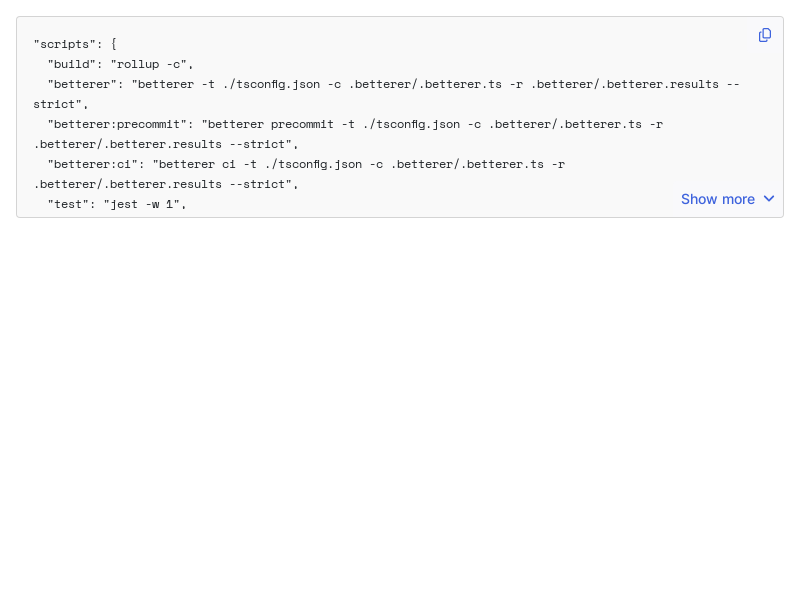 "scripts": {
  "build": "rollup -c",
  "betterer": "betterer -t ./tsconfig.json -c .betterer/.betterer.ts -r .betterer/.betterer.results --
strict",
  "betterer:precommit": "betterer precommit -t ./tsconfig.json -c .betterer/.betterer.ts -r
.betterer/.betterer.results --strict",
  "betterer:ci": "betterer ci -t ./tsconfig.json -c .betterer/.betterer.ts -r
.betterer/.betterer.results --strict",
  "test": "jest -w 1",
Show more